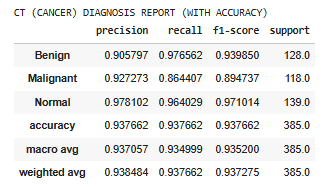 CT (CANCER) DIAGNOSIS REPORT (WITH ACCURACY)
precision recall f1-score support
Benign 0.905797 0.976562 0.939850 128.0
Malignant 0.927273 0.864407 0.894737 118.0
Normal 0.978102 0.964029 0.971014 139.0
accuracy 0.937662 0.937662 0.937662 385.0
macro avg 0.937057 0.934999 0.935200 385.0
weighted avg 0.938484 0.937662 0.937275 385.0